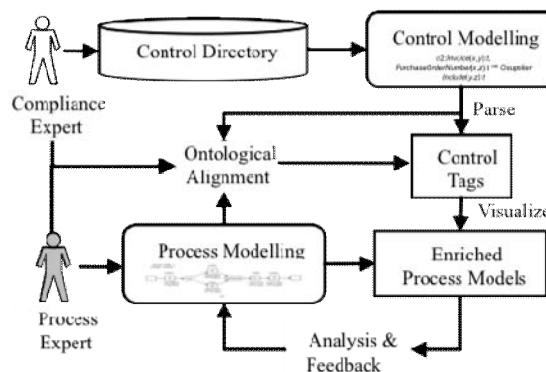 Control Directory
Control Modelling
Compliance
Expert
Parse
Ontological
Alignment
Control
Tags
Visualize
Process Modelling
Enriched
Process Models
Process
Expert
Analysis &
Feedback